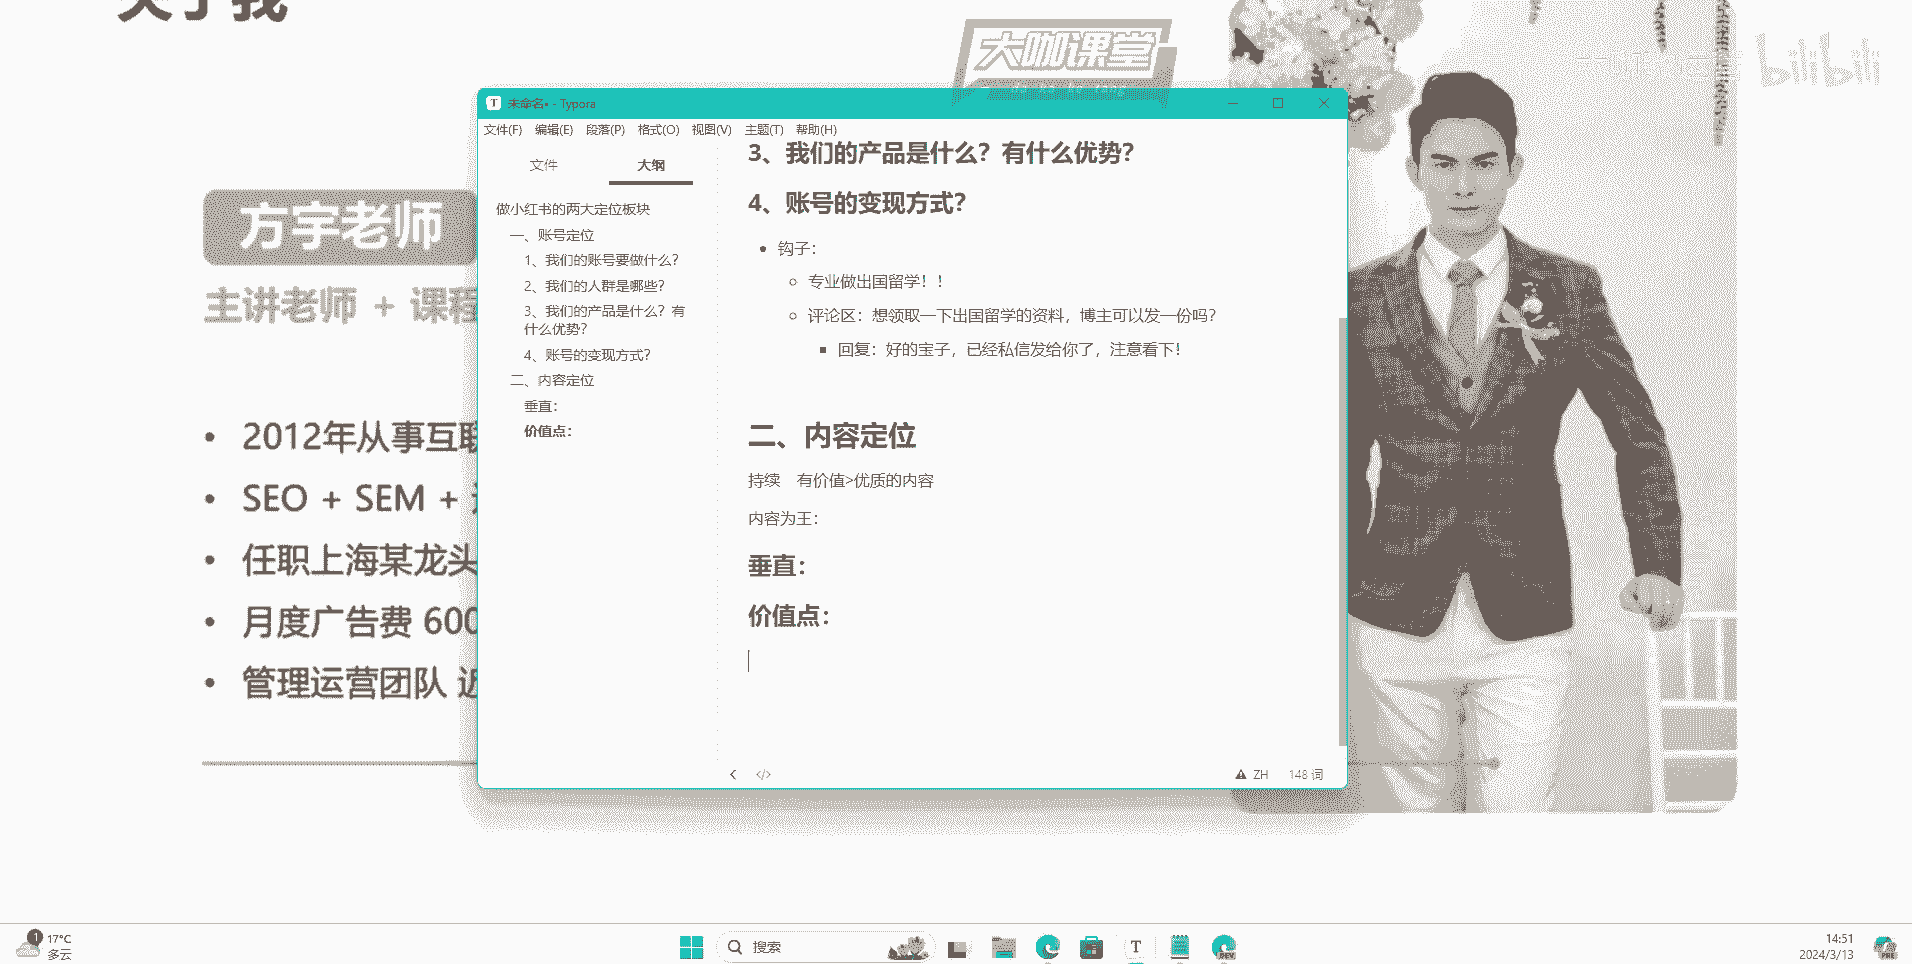 关于我
大咖课堂
bilibili
方宇老师
主讲老师 + 课程
2012年从事互联
SEO + SEM +
任职上海某龙头
月度广告费 600
管理运营团队 近
未命名• - Typora
文件(F) 编辑(E) 段落(P) 格式(O) 视图(V) 主题(T) 帮助(H)
文件 大纲
做小红书的两大定位板块
一、账号定位
1、我们的账号要做什么？
2、我们的人群是哪些？
3、我们的产品是什么？有
什么优势？
4、账号的变现方式？
二、内容定位
垂直：
价值点：
3、我们的产品是什么？有什么优势？
4、账号的变现方式？
钩子：
专业做出国留学！！
评论区：想领取一下出国留学的资料，博主可以发一份吗？
回复：好的宝子，已经私信发给你了，注意看下！
二、内容定位
持续 有价值>优质的内容
内容为王：
垂直：
价值点：
ZH 148 词
1
17°C
多云
搜索
T
DEV
14:51
2024/3/13
PRE